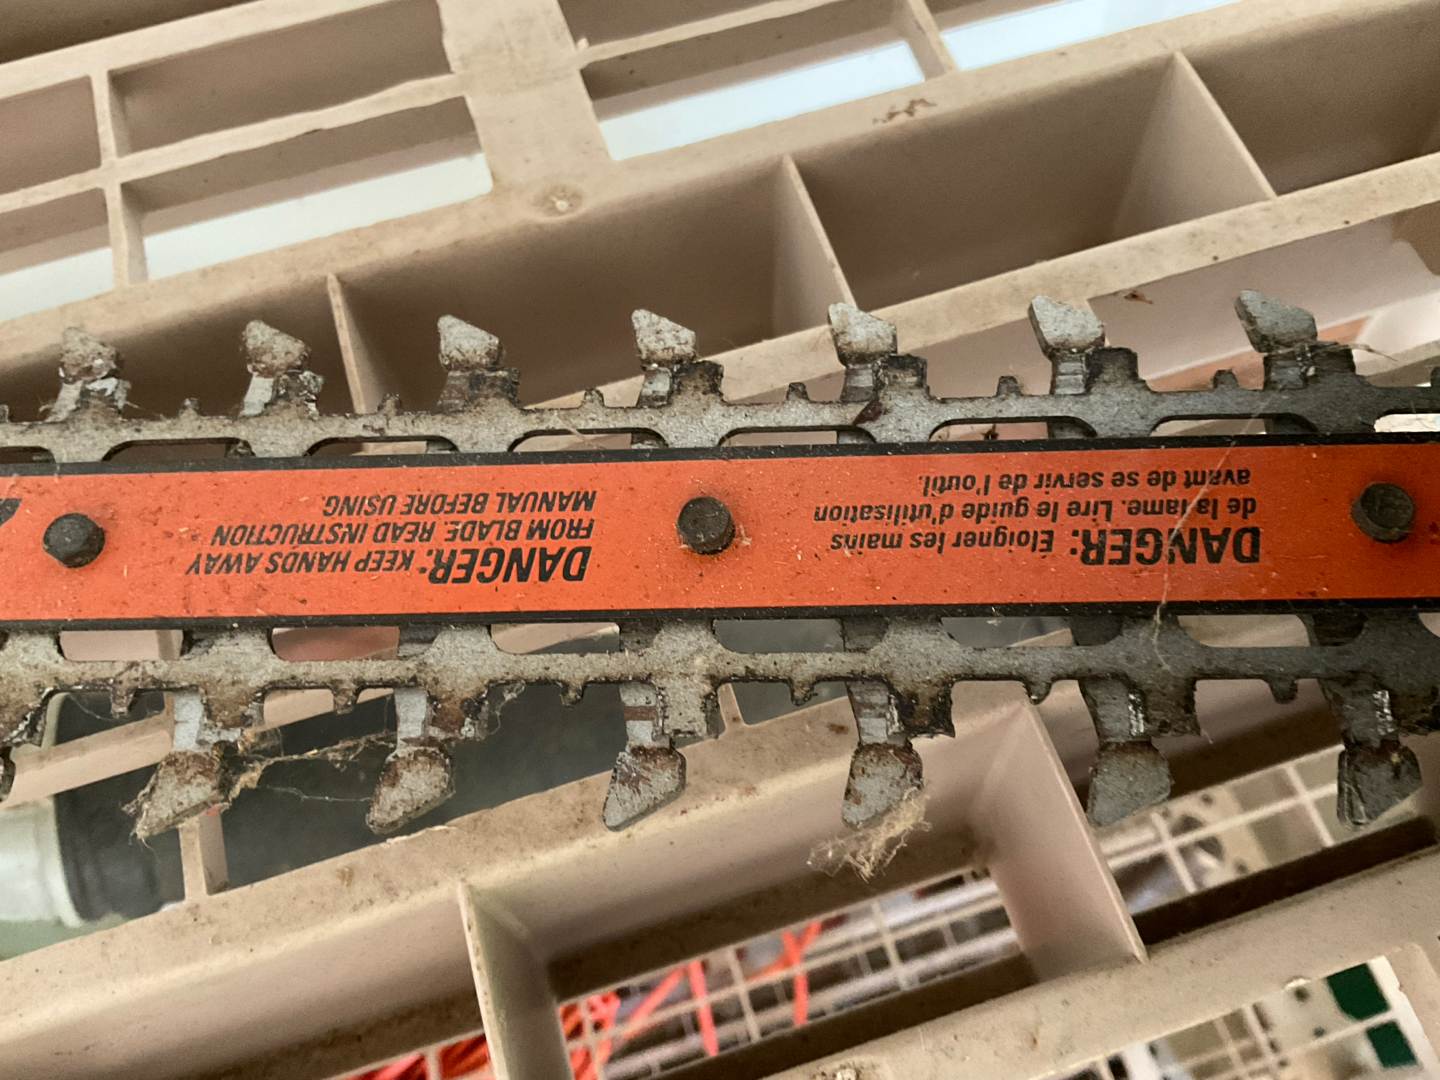 DANGER: Éloigner les mains
de la lame. Lire le guide d'utilisation
avant de se servir de l'outil.
DANGER: KEEP HANDS AWAY
FROM BLADE. READ INSTRUCTION
MANUAL BEFORE USING.